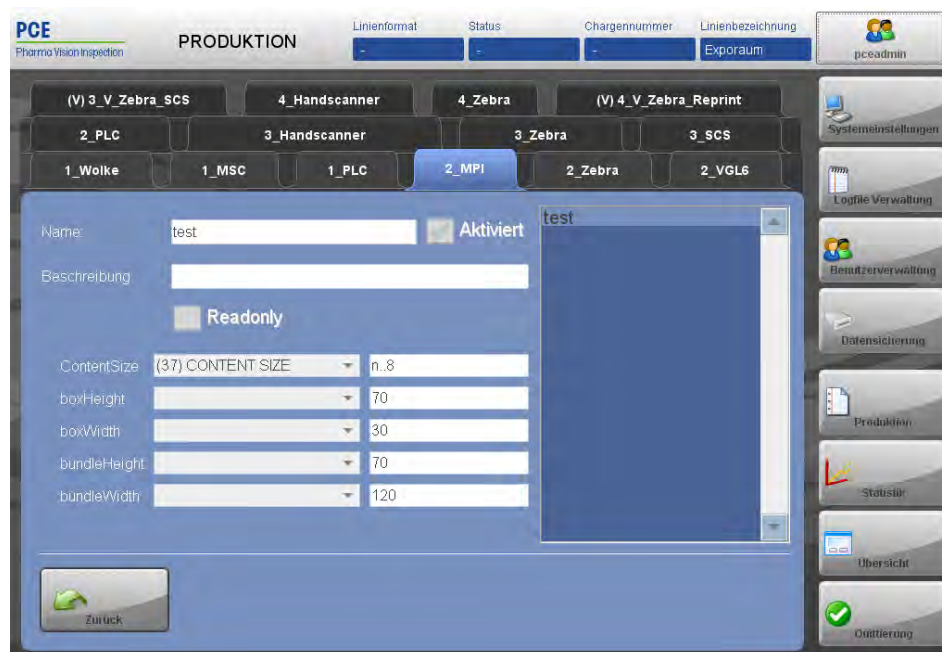 PCE
Pharma Vision Inspection
PRODUKTION
Linienformat
-
Status
-
Chargennummer
-
Linienbezeichnung
Exporaum
pceadmin
(V) 3_V_Zebra_SCS
4_Handscanner
4_Zebra
(V) 4_V_Zebra_Reprint
2_PLC
3_Handscanner
3_Zebra
3_SCS
1_Wolke
1_MSC
1_PLC
2_MPI
2_Zebra
2_VGL6
Name:
test
Aktiviert
Beschreibung
Readonly
ContentSize
(37) CONTENT SIZE
n..8
boxHeight
70
boxWidth
30
bundleHeight
70
bundleWidth
120
test
Zurück
Systemeinstellungen
Logfile Verwaltung
Benutzerverwaltung
Datensicherung
Produktion
Statistik
Übersicht
Quittierung